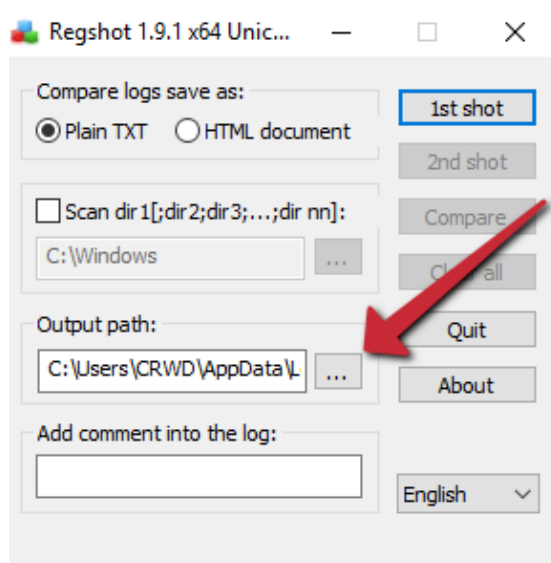 Regshot 1.9.1 x64 Unic...
Compare logs save as:
Plain TXT HTML document
1st shot
2nd shot
Scan dir1[;dir2;dir3;...;dir nn]:
Compare
C:\Windows ...
Clear all
Output path:
Quit
C:\Users\CRWD\AppData\L ...
About
Add comment into the log:
English